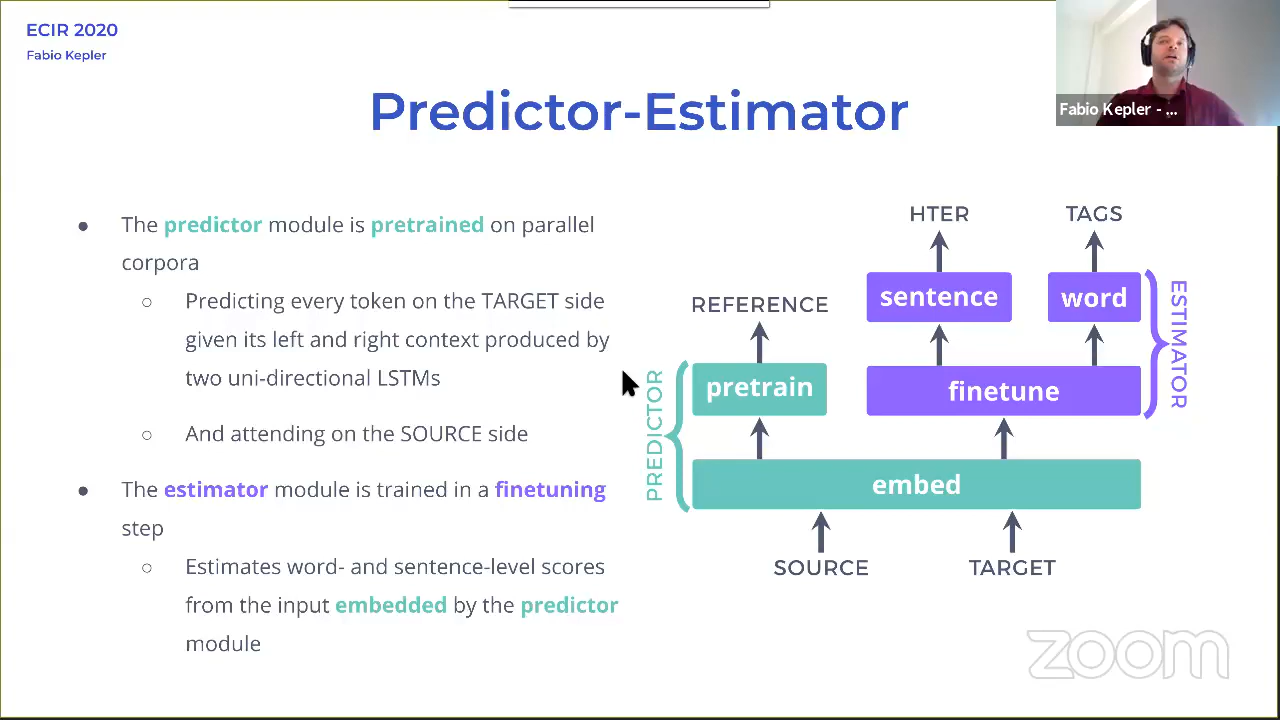 ECIR 2020
Fabio Kepler
Predictor-Estimator
Fabio Kepler - ...
● The predictor module is pretrained on parallel
corpora
○ Predicting every token on the TARGET side
given its left and right context produced by
two uni-directional LSTMs
○ And attending on the SOURCE side
● The estimator module is trained in a finetuning
step
○ Estimates word- and sentence-level scores
from the input embedded by the predictor
module
HTER
TAGS
sentence
word
ESTIMATOR
REFERENCE
pretrain
finetune
PREDICTOR
embed
SOURCE
TARGET
zoom